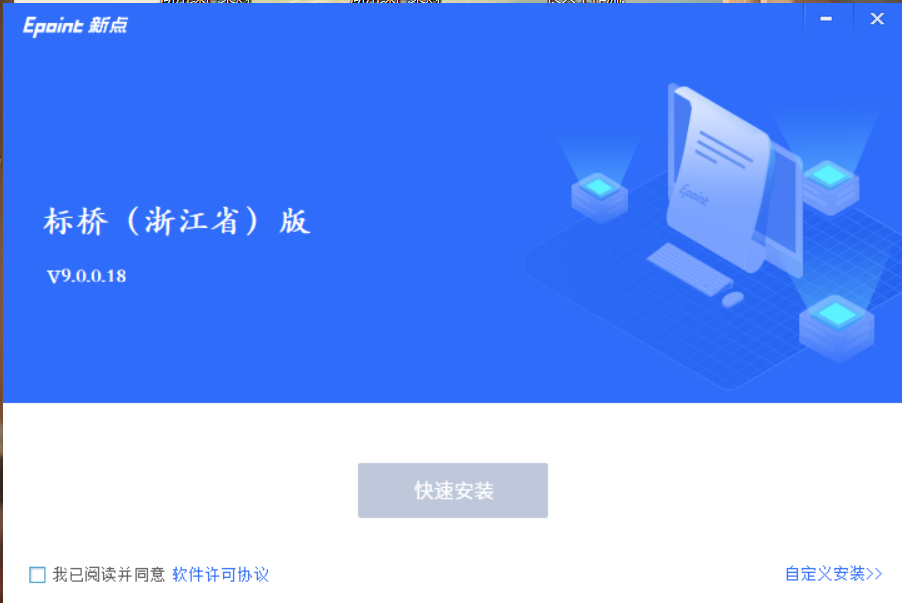 Epoint 新点
Epoint
标桥（浙江省）版
V9.0.0.18
快速安装
我已阅读并同意 软件许可协议
自定义安装>>